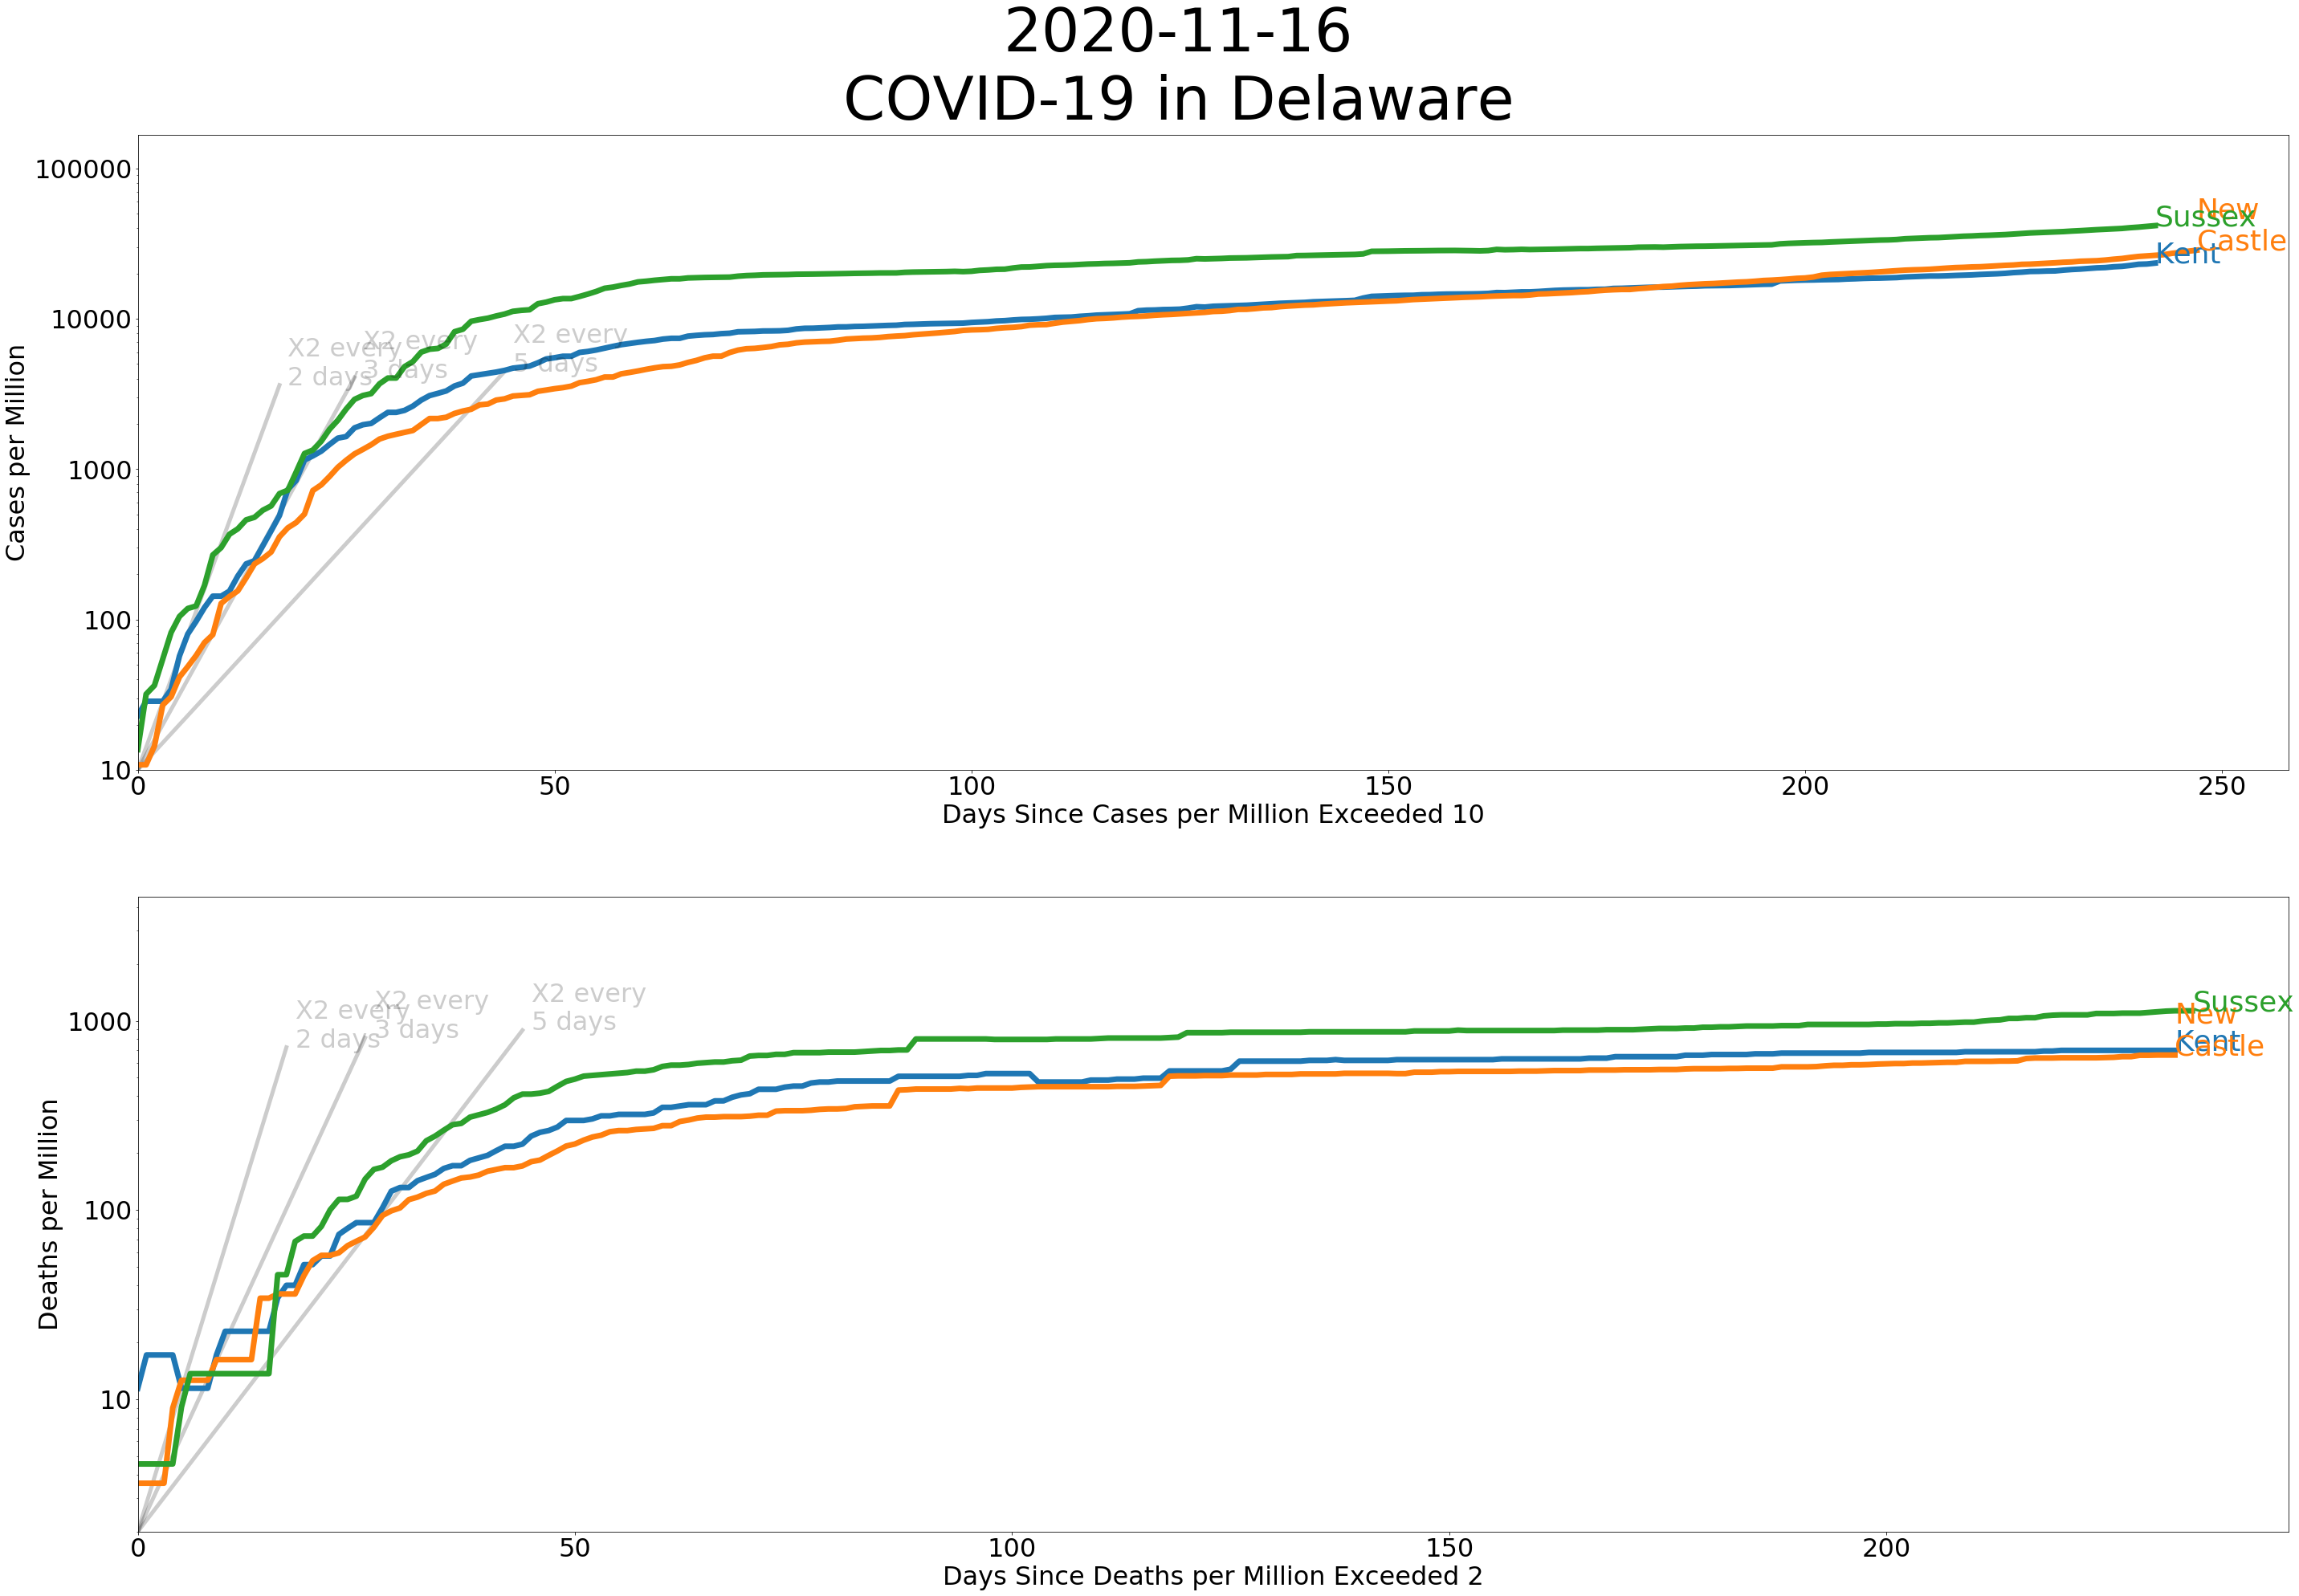 2020-11-16
COVID-19 in Delaware
100000
10000
1000
100
10
Cases per Million
X2 every
2 days
X2 every
3 days
X2 every
5 days
Sussex
New
Castle
Kent
0
50
100
150
200
250
Days Since Cases per Million Exceeded 10
1000
100
10
Deaths per Million
X2 every
2 days
X2 every
3 days
X2 every
5 days
Sussex
New
Castle
Kent
0
50
100
150
200
Days Since Deaths per Million Exceeded 2